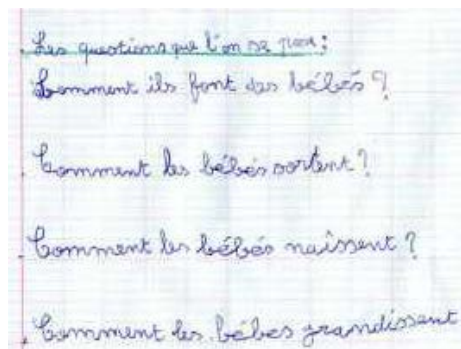 . Les questions que l'on se pose :
Comment ils font des bébés ?
. Comment les bébés sortent ?
. Comment les bébés naissent ?
. Comment les bébes grandissent